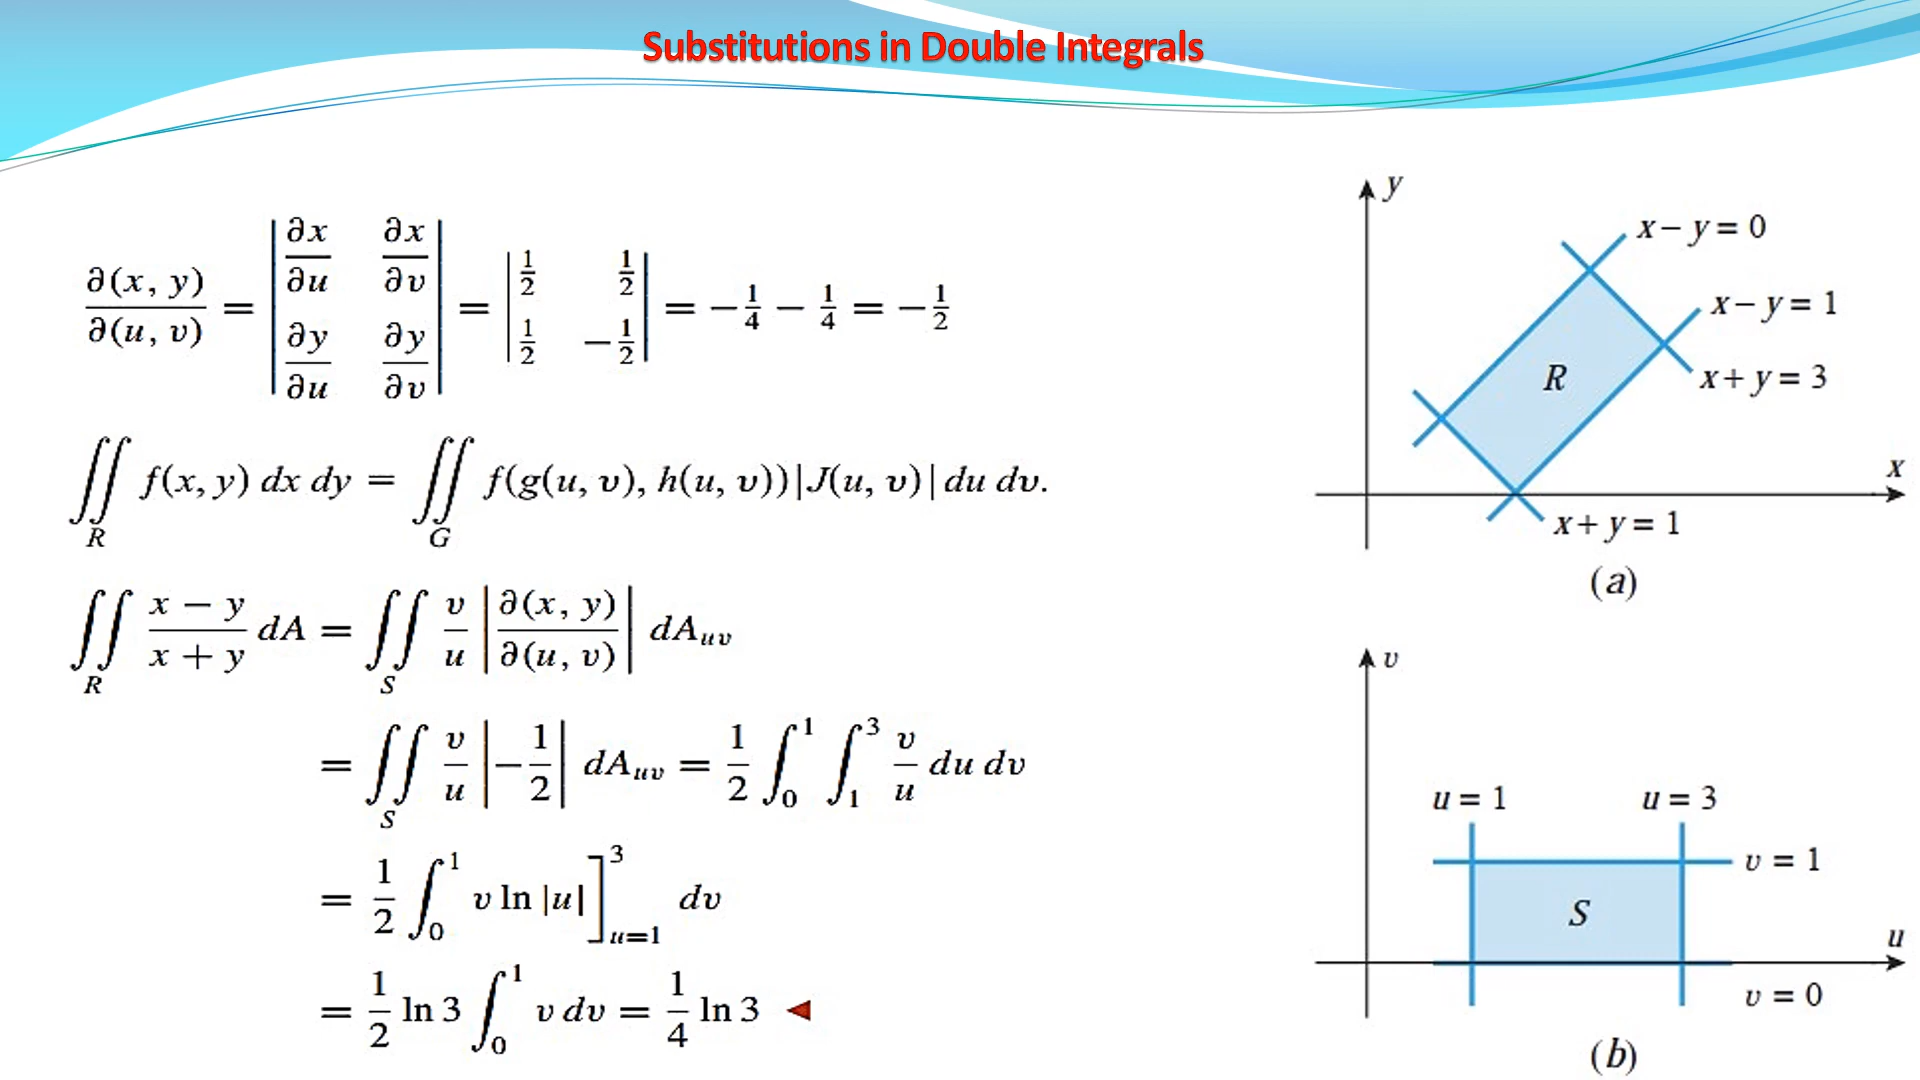 Substitutions in Double Integrals
∂(x, y)/∂(u, v) = |∂x/∂u ∂x/∂v; ∂y/∂u ∂y/∂v| = |1/2 1/2; 1/2 −1/2| = −1/4 − 1/4 = −1/2
∬_R f(x, y) dx dy = ∬_G f(g(u, v), h(u, v))|J(u, v)| du dv.
∬_R (x − y)/(x + y) dA = ∬_S v/u |∂(x, y)/∂(u, v)| dA_uv
= ∬_S v/u |−1/2| dA_uv = 1/2 ∫_0^1 ∫_1^3 v/u du dv
= 1/2 ∫_0^1 v ln |u| ]_{u=1}^3 dv
= 1/2 ln 3 ∫_0^1 v dv = 1/4 ln 3
y
x − y = 0
x − y = 1
R
x + y = 3
x
x + y = 1
(a)
v
u = 1 u = 3
v = 1
S
u
v = 0
(b)